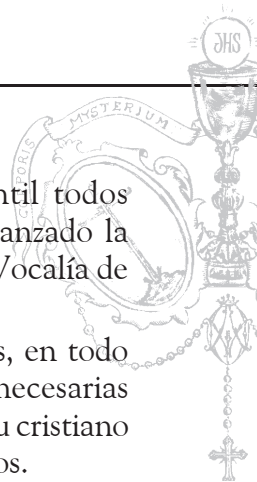 JHS
CORPORIS MYSTERIUM
ntil todos
anzado la
Vocalía de
s, en todo
necesarias
u cristiano
os.